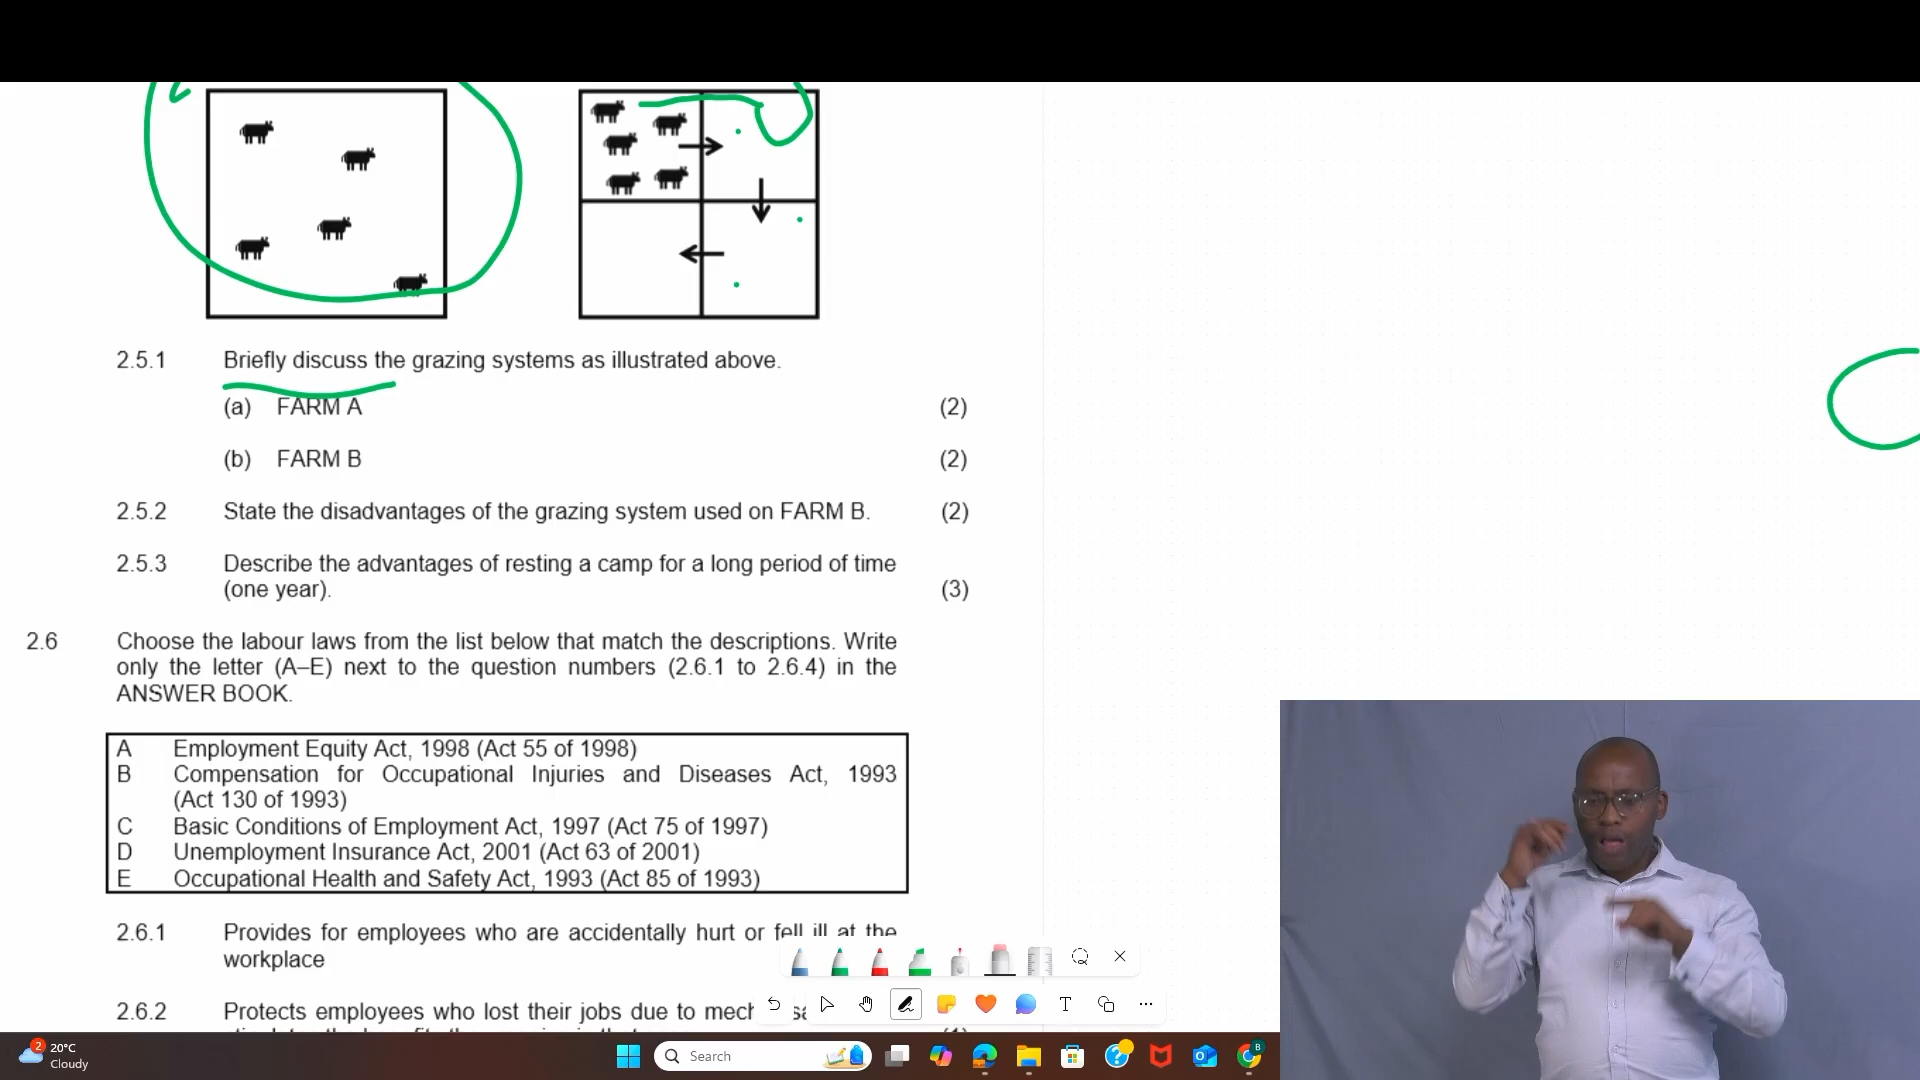 2.5.1 Briefly discuss the grazing systems as illustrated above.
(a) FARM A (2)
(b) FARM B (2)
2.5.2 State the disadvantages of the grazing system used on FARM B. (2)
2.5.3 Describe the advantages of resting a camp for a long period of time
(one year). (3)
2.6 Choose the labour laws from the list below that match the descriptions. Write
only the letter (A–E) next to the question numbers (2.6.1 to 2.6.4) in the
ANSWER BOOK.
A Employment Equity Act, 1998 (Act 55 of 1998)
B Compensation for Occupational Injuries and Diseases Act, 1993
(Act 130 of 1993)
C Basic Conditions of Employment Act, 1997 (Act 75 of 1997)
D Unemployment Insurance Act, 2001 (Act 63 of 2001)
E Occupational Health and Safety Act, 1993 (Act 85 of 1993)
2.6.1 Provides for employees who are accidentally hurt or fell ill at the
workplace
2.6.2 Protects employees who lost their jobs due to
T
2
20°C
Cloudy
Search
B